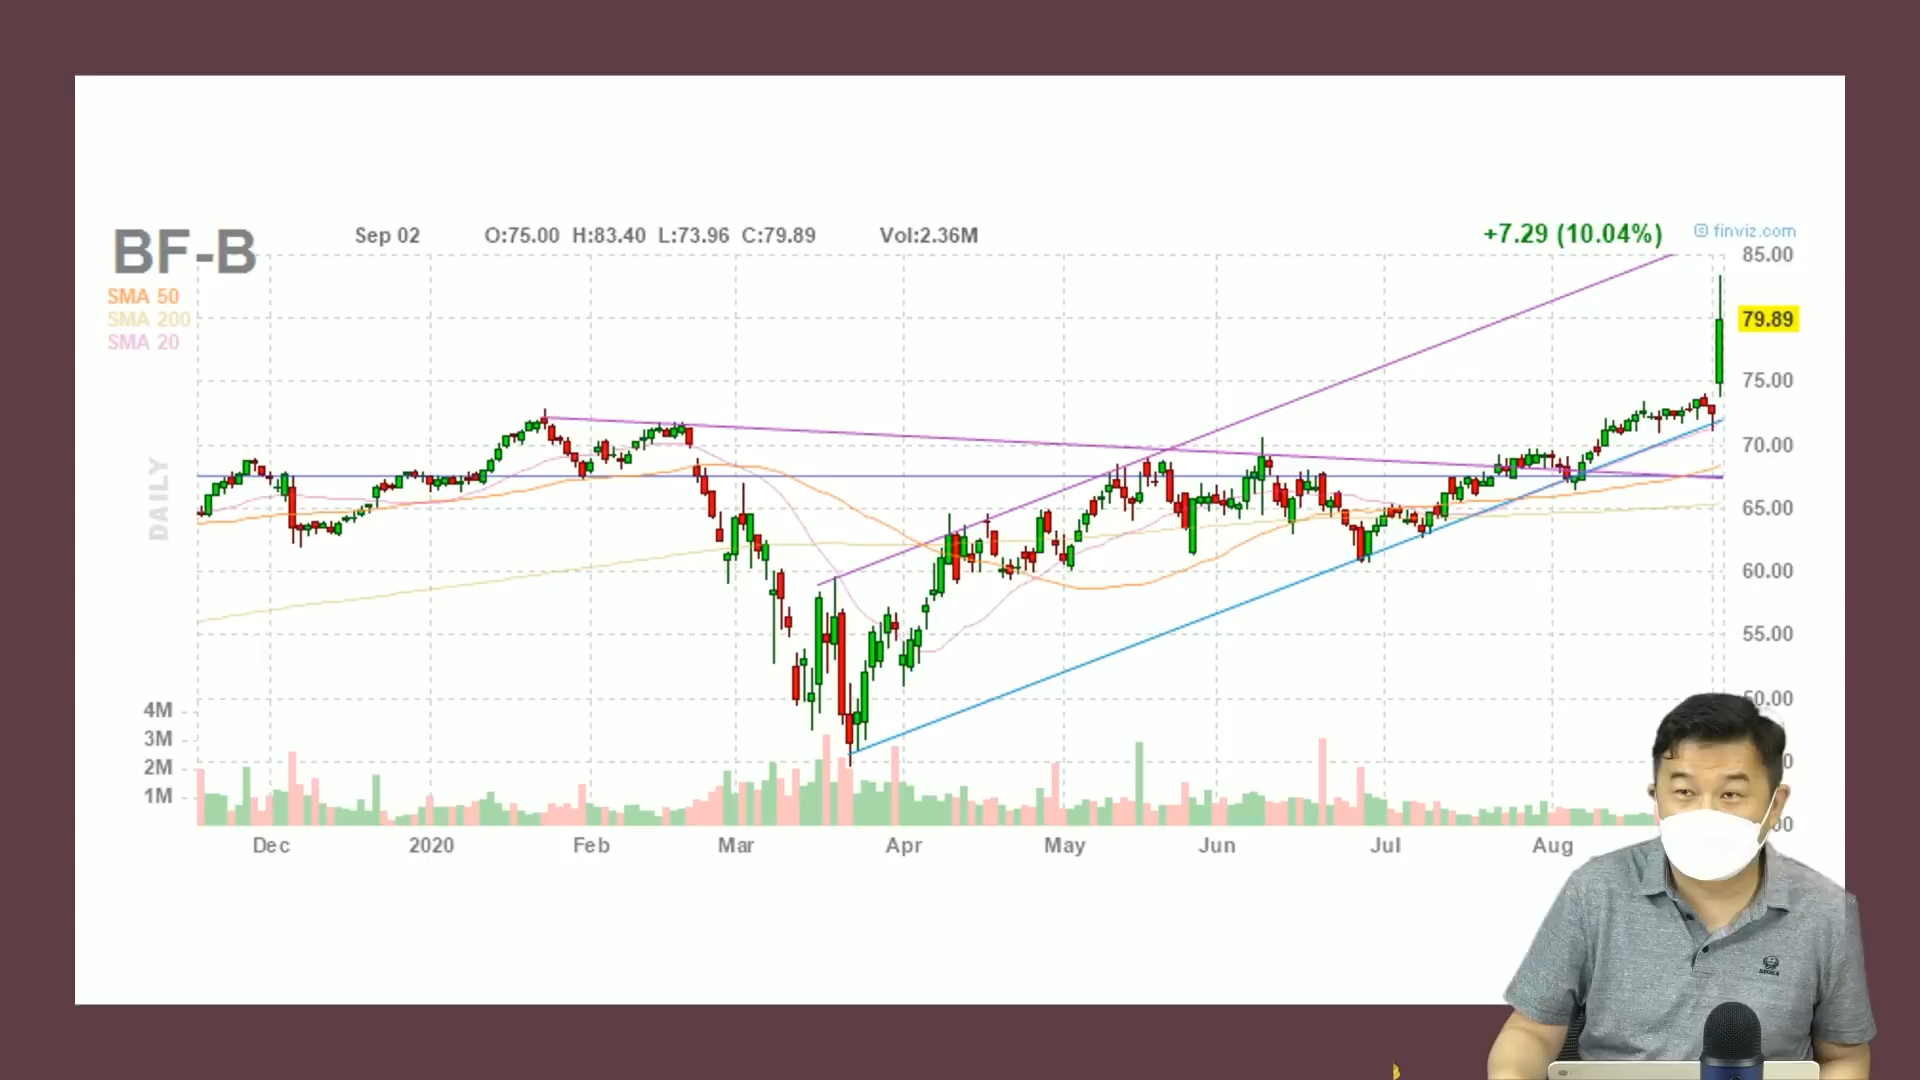 BF-B
Sep 02 O:75.00 H:83.40 L:73.96 C:79.89 Vol:2.36M
+7.29 (10.04%)
© finviz.com
SMA 50
SMA 200
SMA 20
DAILY
85.00
79.89
75.00
70.00
65.00
60.00
55.00
50.00
4M
3M
2M
1M
Dec 2020 Feb Mar Apr May Jun Jul Aug